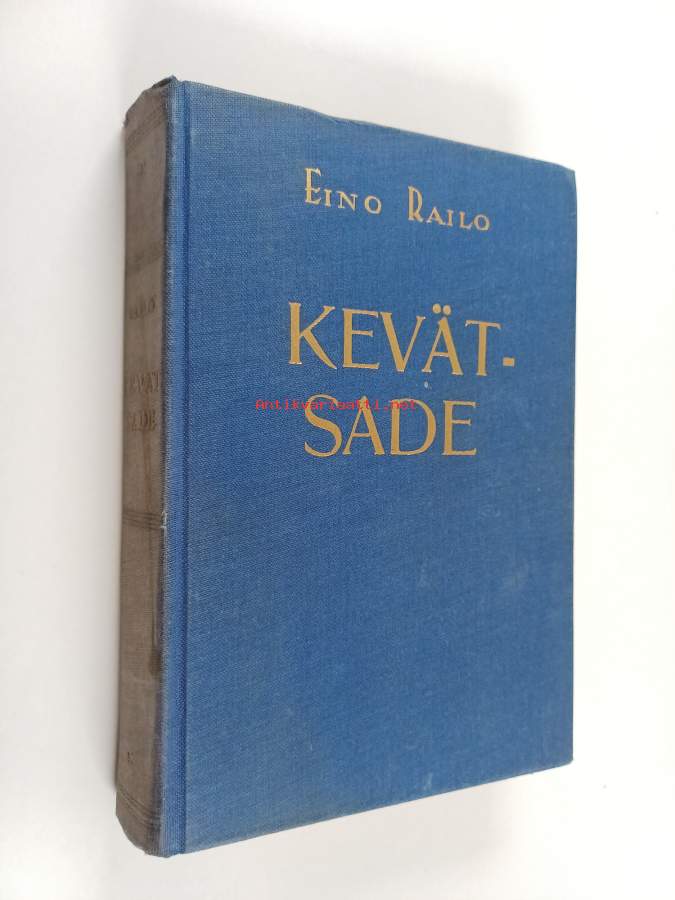 Eino Railo
KEVÄT-
Antikvariaatti.net
SADE